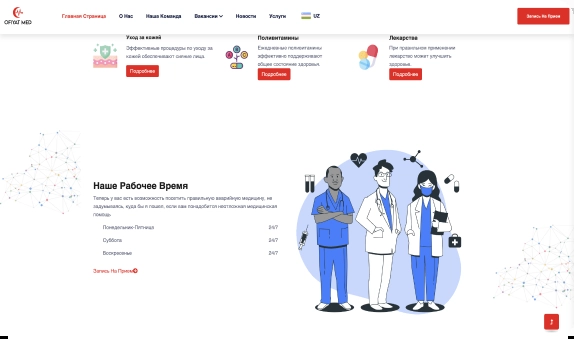 OFIYAT MED
Главная Страница
О Нас
Наша Команда
Вакансии
Новости
Услуги
UZ
Запись На Прием
Уход за кожей
Эффективные процедуры по уходу за
кожей обеспечивают сияние лица.
Подробнее
Поливитамины
Ежедневные поливитамины
эффективно поддерживают
общее состояние здоровья.
Подробнее
Лекарства
При правильном применении
лекарство может улучшить
здоровье.
Подробнее
Наше Рабочее Время
Теперь у вас есть возможность посетить правильную аварийную медицину, не
задумываясь, куда бы я пошел, если вам понадобится неотложная медицинская
помощь
Понедельник-Пятница 24/7
Суббота 24/7
Воскресенье 24/7
Запись На Прием